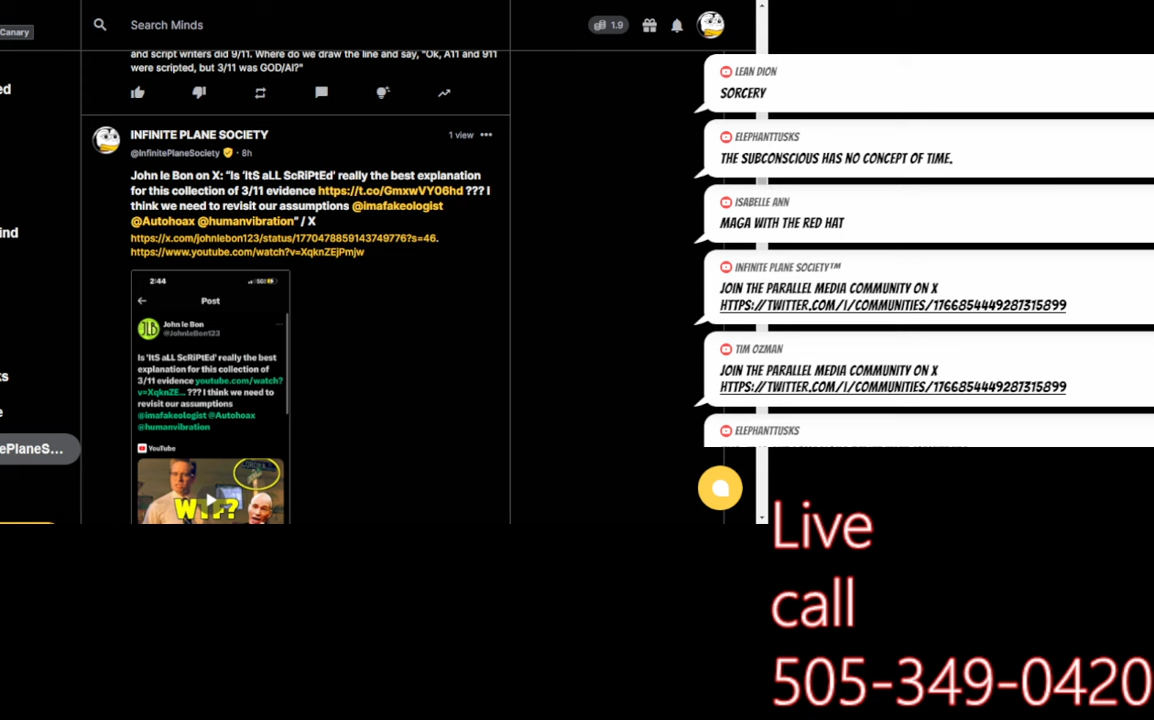 Canary
Search Minds
1.9
and script writers did 9/11. Where do we draw the line and say, "Ok, A11 and 911
were scripted, but 3/11 was GOD/AI?"
INFINITE PLANE SOCIETY
1 view
@InfinitePlaneSociety · 8h
John le Bon on X: "Is 'ItS aLL ScRiPtEd' really the best explanation
for this collection of 3/11 evidence https://t.co/GmxwVY06hd ??? I
think we need to revisit our assumptions @imafakeologist
@Autohoax @humanvibration" / X
https://x.com/johnlebon123/status/1770478859143749776?s=46.
https://www.youtube.com/watch?v=XqknZEjPmjw
2:44
Post
John le Bon
@JohnleBon123
Is 'ItS aLL ScRiPtEd' really the best
explanation for this collection of
3/11 evidence youtube.com/watch?
v=XqknZE... ??? I think we need to
revisit our assumptions
@imafakeologist @Autohoax
@humanvibration
YouTube
WTF?
ed
ind
ks
e
ePlaneS...
LEAN DION
SORCERY
ELEPHANTTUSKS
THE SUBCONSCIOUS HAS NO CONCEPT OF TIME.
ISABELLE ANN
MAGA WITH THE RED HAT
INFINITE PLANE SOCIETY™
JOIN THE PARALLEL MEDIA COMMUNITY ON X
HTTPS://TWITTER.COM/I/COMMUNITIES/1766854449287315899
TIM OZMAN
JOIN THE PARALLEL MEDIA COMMUNITY ON X
HTTPS://TWITTER.COM/I/COMMUNITIES/1766854449287315899
ELEPHANTTUSKS
Live
call
505-349-0420